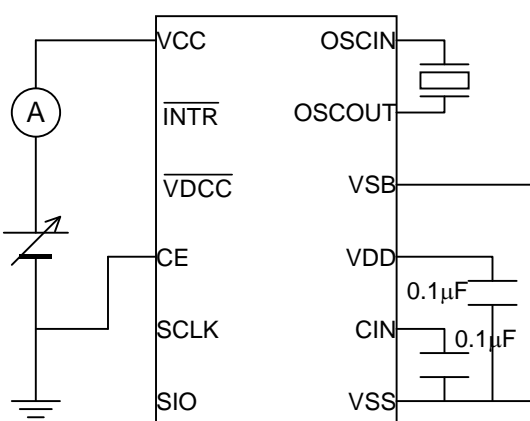 VCC
OSCIN
A
INTR
OSCOUT
VDCC
VSB
CE
VDD
0.1μF
SCLK
CIN
0.1μF
SIO
VSS